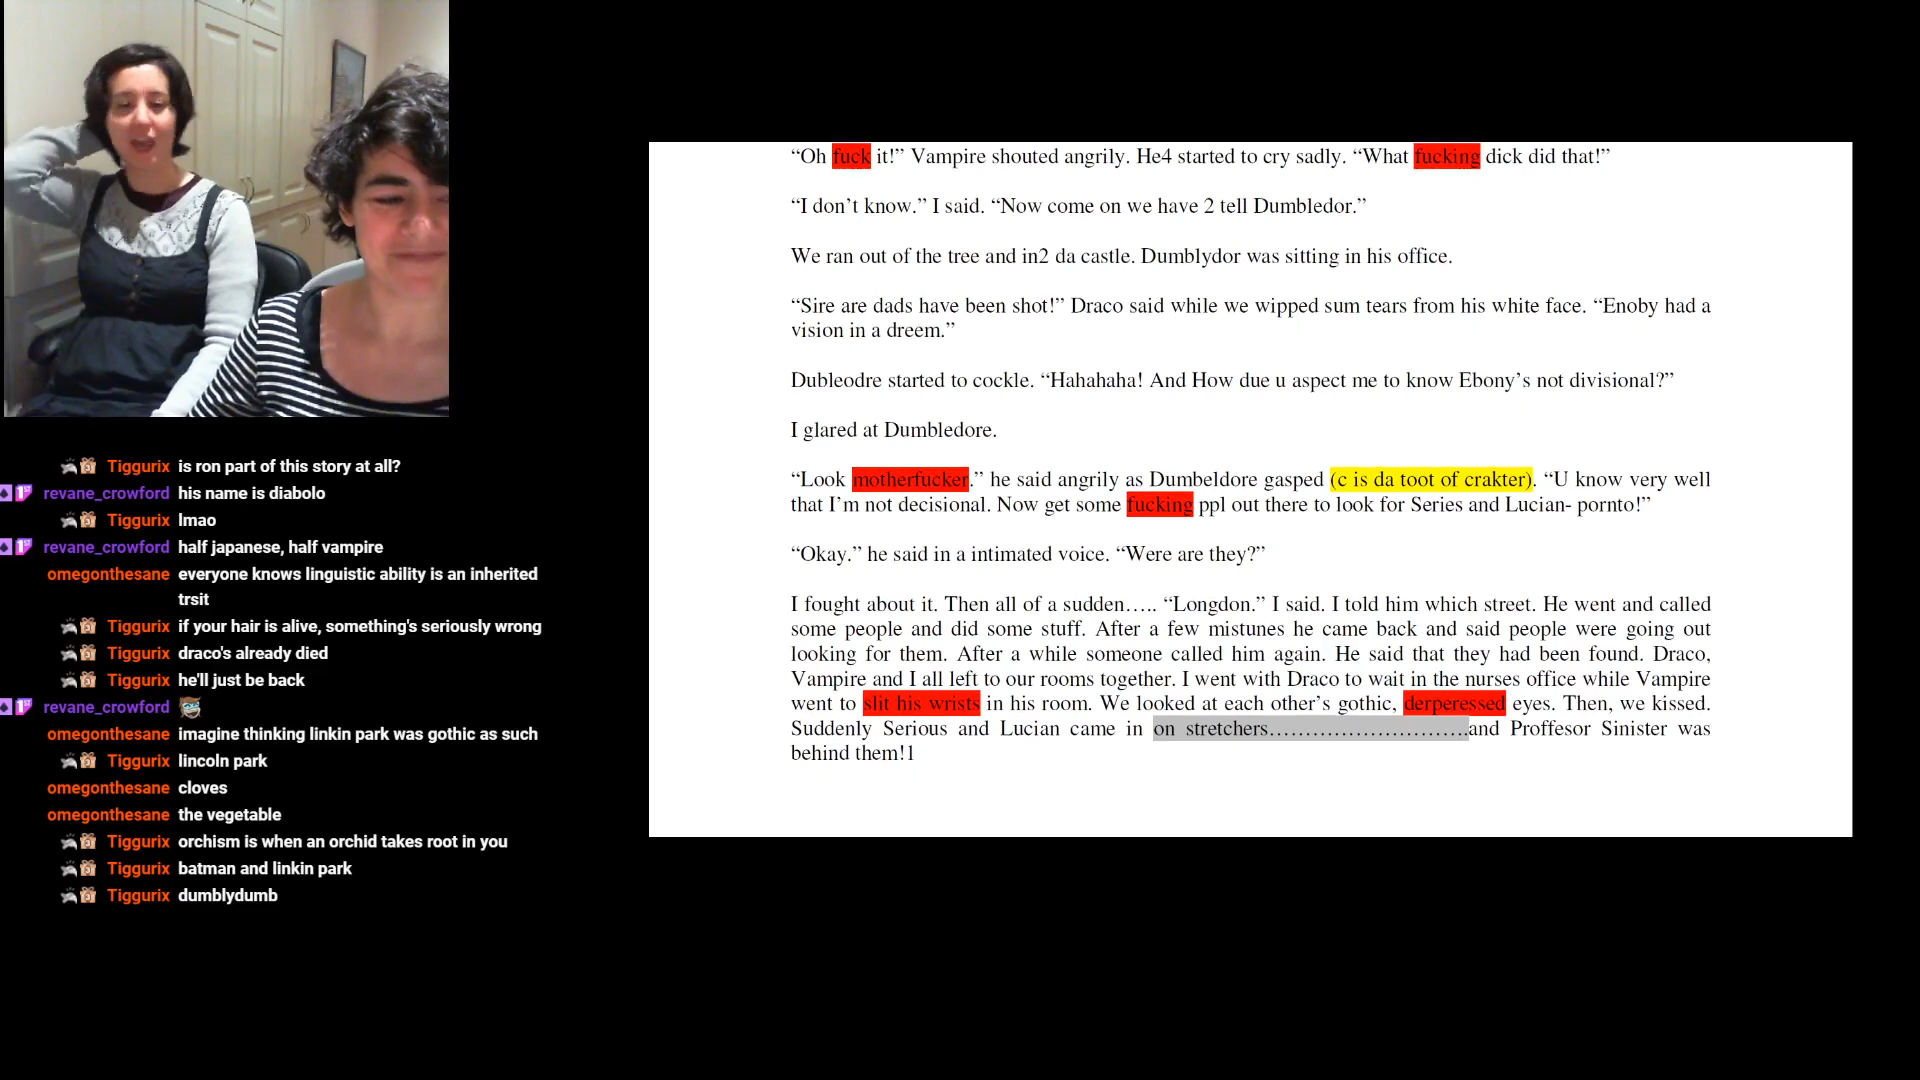 Tiggurix is ron part of this story at all?
revane_crowford his name is diabolo
Tiggurix lmao
revane_crowford half japanese, half vampire
omegonthesane everyone knows linguistic ability is an inherited
trsit
Tiggurix if your hair is alive, something's seriously wrong
Tiggurix draco's already died
Tiggurix he'll just be back
revane_crowford
omegonthesane imagine thinking linkin park was gothic as such
Tiggurix lincoln park
omegonthesane cloves
omegonthesane the vegetable
Tiggurix orchism is when an orchid takes root in you
Tiggurix batman and linkin park
Tiggurix dumblydumb
“Oh fuck it!” Vampire shouted angrily. He4 started to cry sadly. “What fucking dick did that!”
“I don’t know.” I said. “Now come on we have 2 tell Dumbledor.”
We ran out of the tree and in2 da castle. Dumblydor was sitting in his office.
“Sire are dads have been shot!” Draco said while we wipped sum tears from his white face. “Enoby had a
vision in a dreem.”
Dubleodre started to cockle. “Hahahaha! And How due u aspect me to know Ebony’s not divisional?”
I glared at Dumbledore.
“Look motherfucker.” he said angrily as Dumbeldore gasped (c is da toot of crakter). “U know very well
that I’m not decisional. Now get some fucking ppl out there to look for Series and Lucian- pornto!”
“Okay.” he said in a intimated voice. “Were are they?”
I fought about it. Then all of a sudden….. “Longdon.” I said. I told him which street. He went and called
some people and did some stuff. After a few mistunes he came back and said people were going out
looking for them. After a while someone called him again. He said that they had been found. Draco,
Vampire and I all left to our rooms together. I went with Draco to wait in the nurses office while Vampire
went to slit his wrists in his room. We looked at each other’s gothic, derperessed eyes. Then, we kissed.
Suddenly Serious and Lucian came in on stretchers……………………….and Proffesor Sinister was
behind them!1